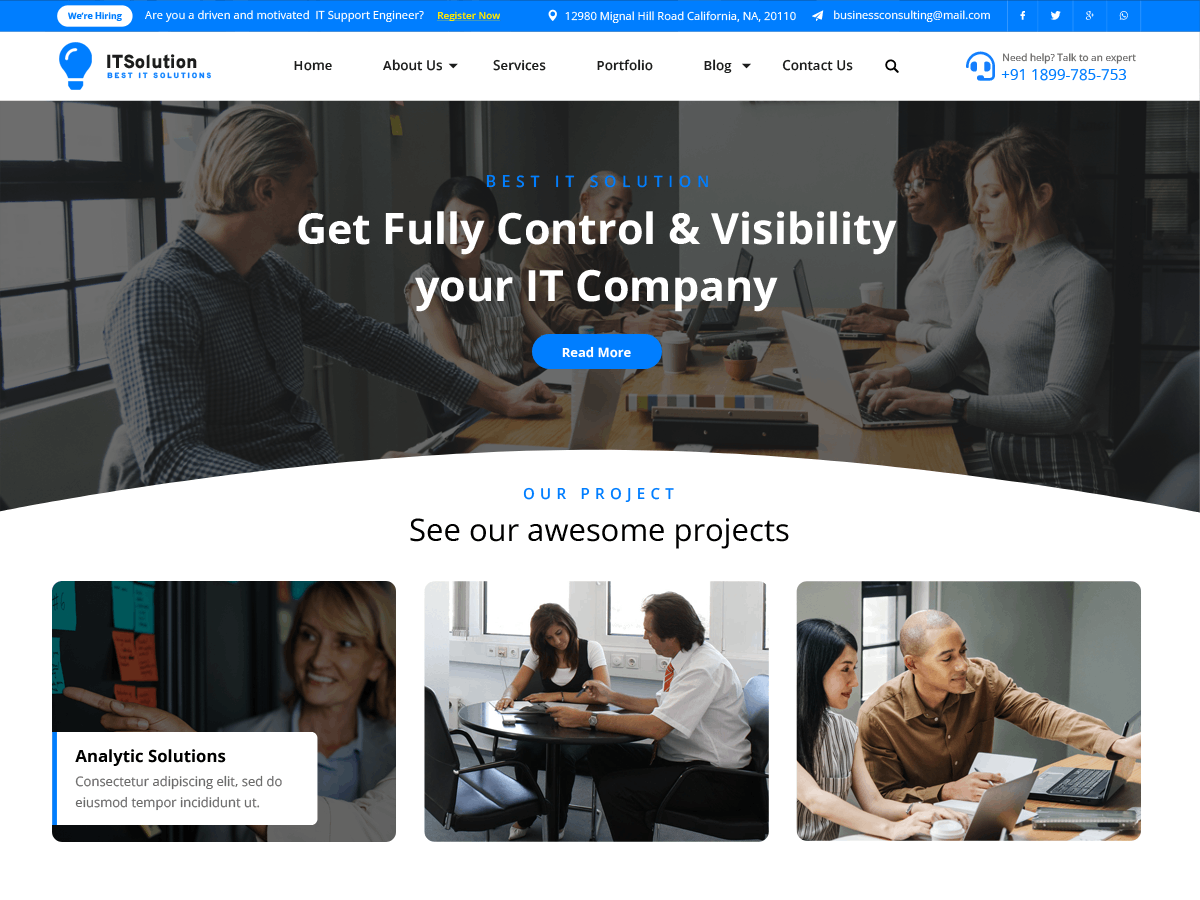 We're Hiring
Are you a driven and motivated IT Support Engineer?
Register Now
12980 Mignal Hill Road California, NA, 20110
businessconsulting@mail.com
ITSolution
BEST IT SOLUTIONS
Home
About Us
Services
Portfolio
Blog
Contact Us
Need help? Talk to an expert
+91 1899-785-753
BEST IT SOLUTION
Get Fully Control & Visibility
your IT Company
Read More
OUR PROJECT
See our awesome projects
Analytic Solutions
Consectetur adipiscing elit, sed do
eiusmod tempor incididunt ut.